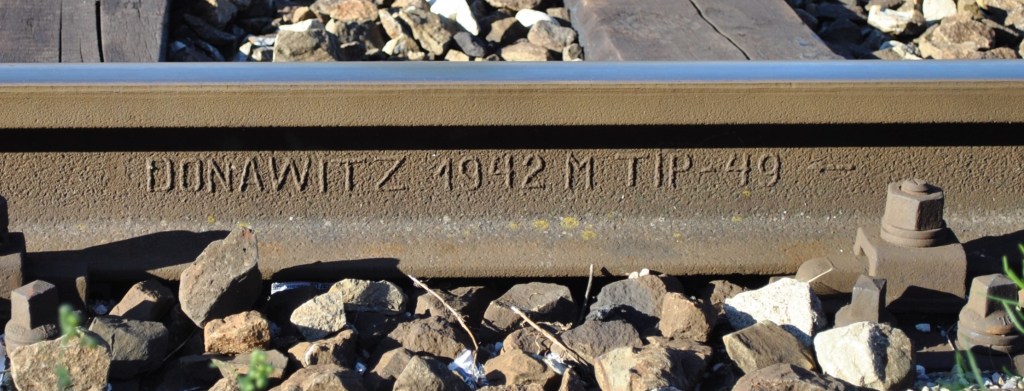 DONAWITZ 1942 M TIP-49 —